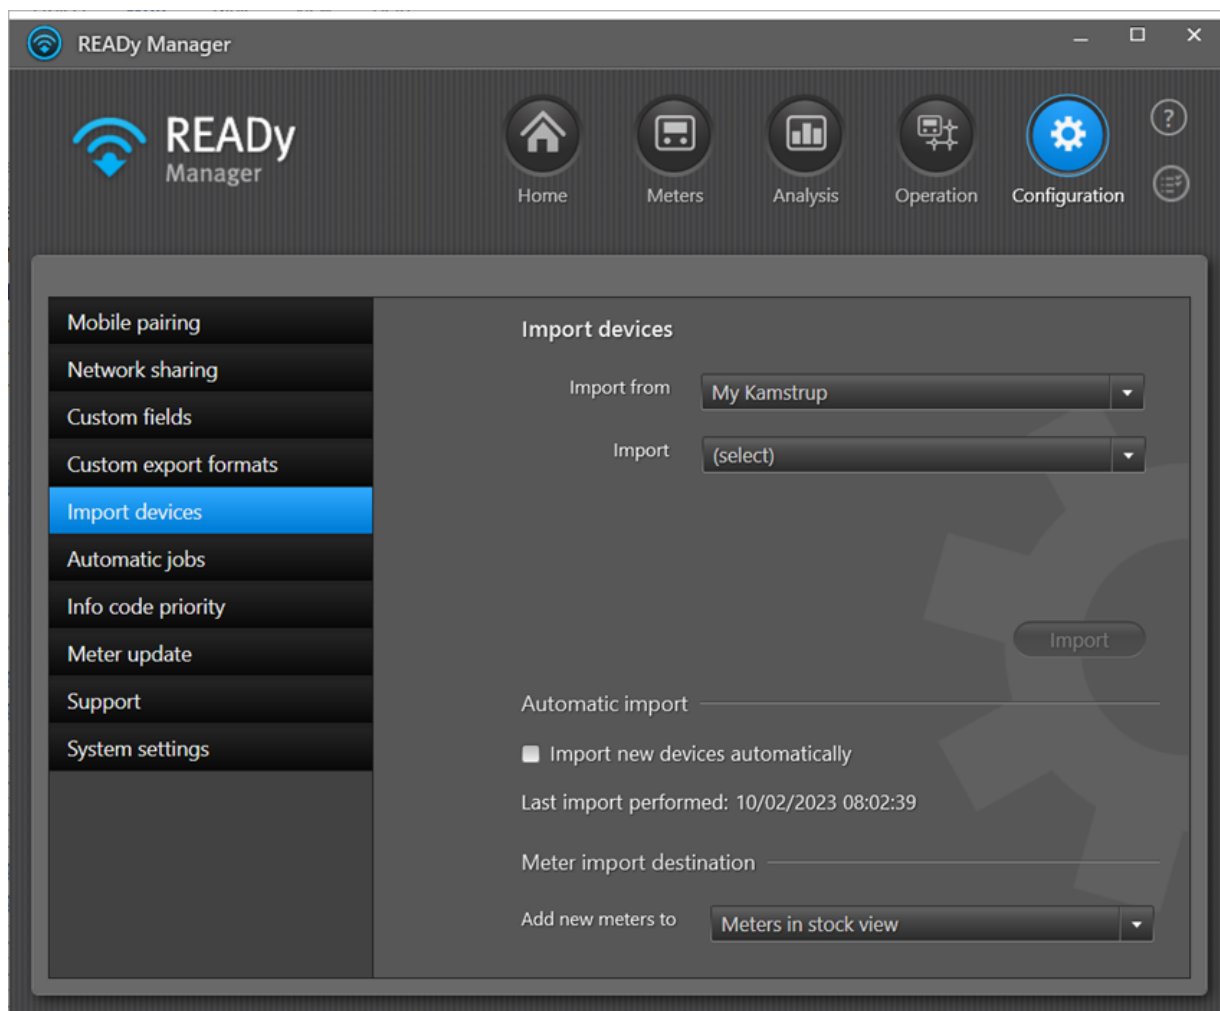 READy Manager
READy
Manager
Home
Meters
Analysis
Operation
Configuration
?
Mobile pairing
Network sharing
Custom fields
Custom export formats
Import devices
Automatic jobs
Info code priority
Meter update
Support
System settings
Import devices
Import from
My Kamstrup
Import
(select)
Import
Automatic import
Import new devices automatically
Last import performed: 10/02/2023 08:02:39
Meter import destination
Add new meters to
Meters in stock view